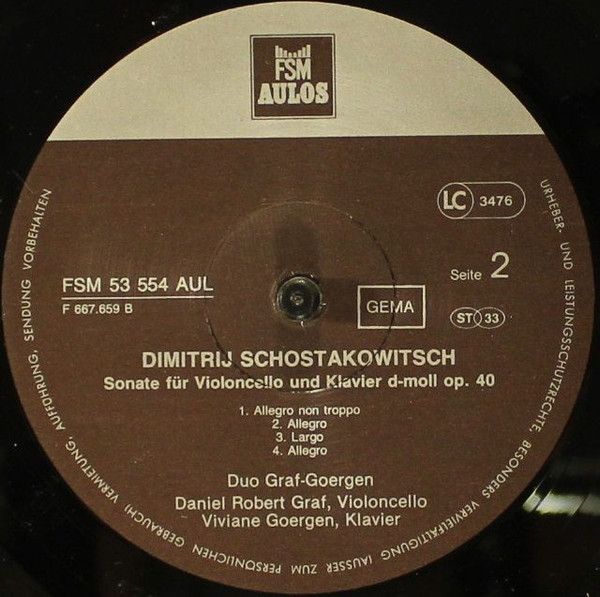 FSM
AULOS
LC 3476
FSM 53 554 AUL
F 667.659 B
Seite 2
GEMA
ST 33
DIMITRIJ SCHOSTAKOWITSCH
Sonate für Violoncello und Klavier d-moll op. 40
1. Allegro non troppo
2. Allegro
3. Largo
4. Allegro
Duo Graf-Goergen
Daniel Robert Graf, Violoncello
Viviane Goergen, Klavier
URHEBER- UND LEISTUNGSSCHUTZRECHTE, BESONDERS VERVIELFÄLTIGUNG (AUSSER ZUM PERSÖNLICHEN GEBRAUCH) VERMIETUNG, AUFFÜHRUNG, SENDUNG VORBEHALTEN